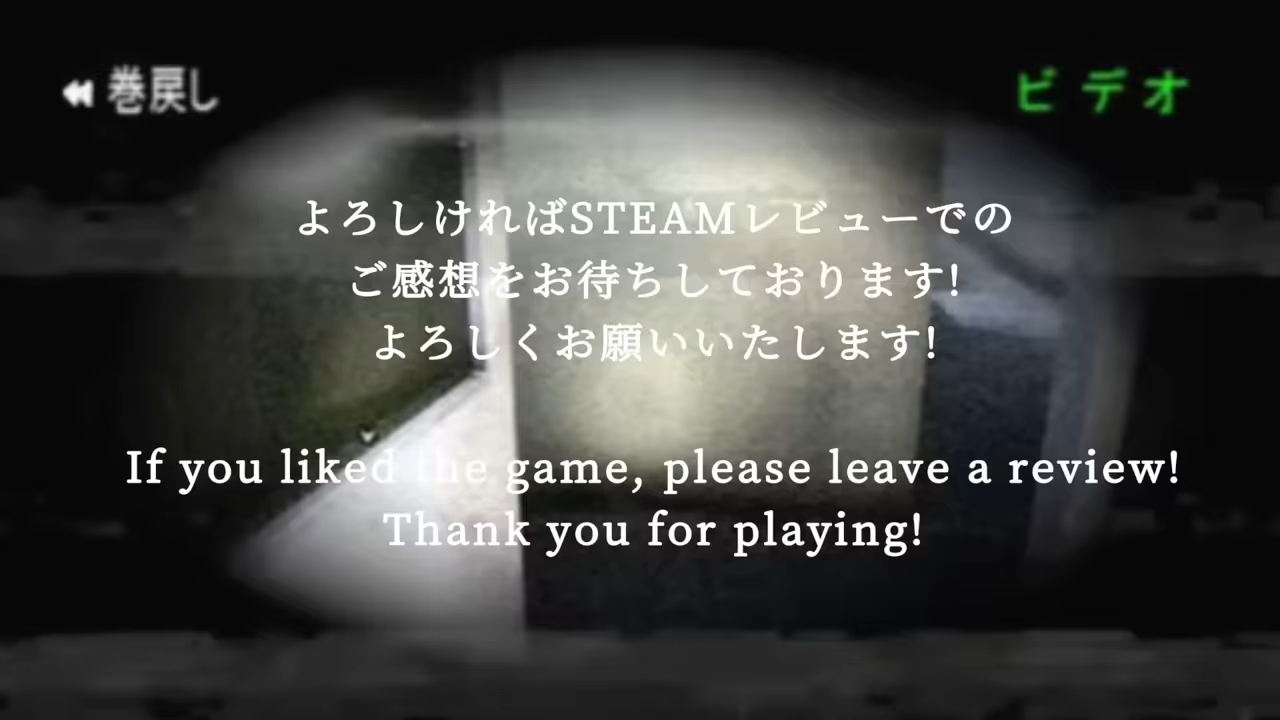 巻戻し
ビデオ
よろしければSTEAMレビューでの
ご感想をお待ちしております!
よろしくお願いいたします!
If you liked the game, please leave a review!
Thank you for playing!